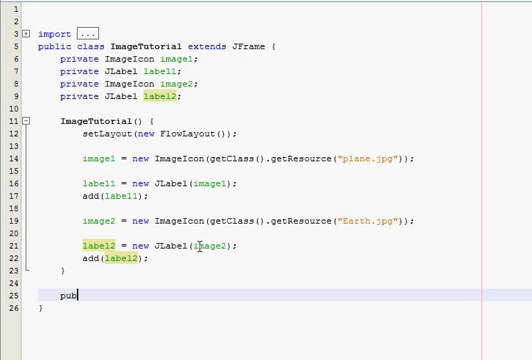 1
2
3 import ...
5 public class ImageTutorial extends JFrame {
6 private ImageIcon image1;
7 private JLabel label1;
8 private ImageIcon image2;
9 private JLabel label2;
10
11 ImageTutorial() {
12 setLayout(new FlowLayout());
13
14 image1 = new ImageIcon(getClass().getResource("plane.jpg"));
15
16 label1 = new JLabel(image1);
17 add(label1);
18
19 image2 = new ImageIcon(getClass().getResource("Earth.jpg"));
20
21 label2 = new JLabel(image2);
22 add(label2);
23 }
24
25 pub
26 }